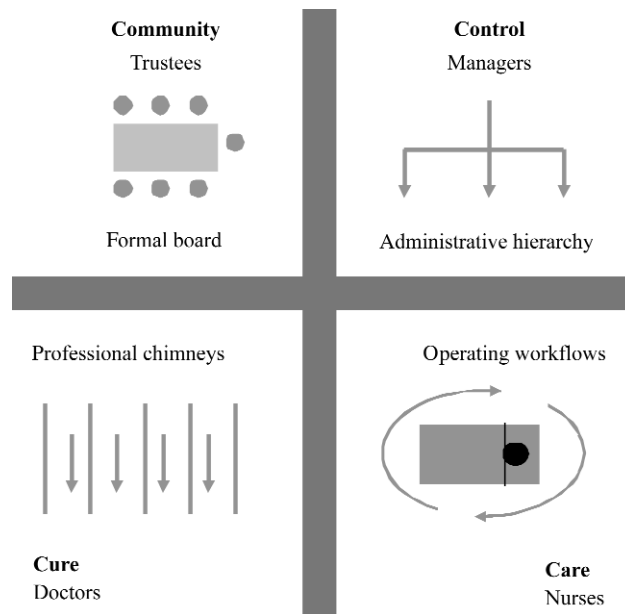 Community
Trustees
Formal board
Control
Managers
Administrative hierarchy
Professional chimneys
Cure
Doctors
Operating workflows
Care
Nurses